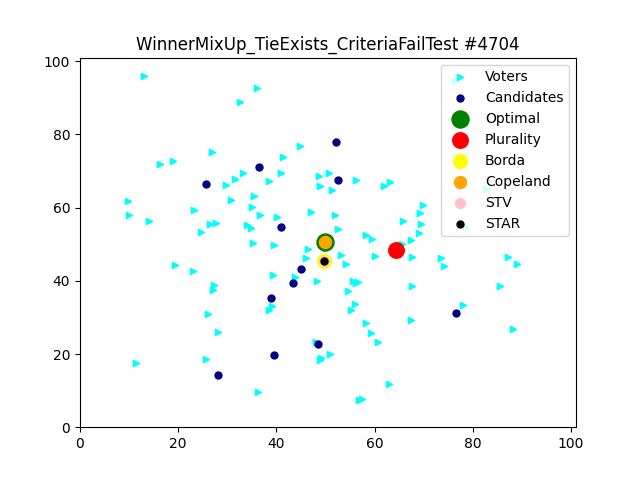 WinnerMixUp_TieExists_CriteriaFailTest #4704
100
80
60
40
20
0
0 20 40 60 80 100
Voters
Candidates
Optimal
Plurality
Borda
Copeland
STV
STAR